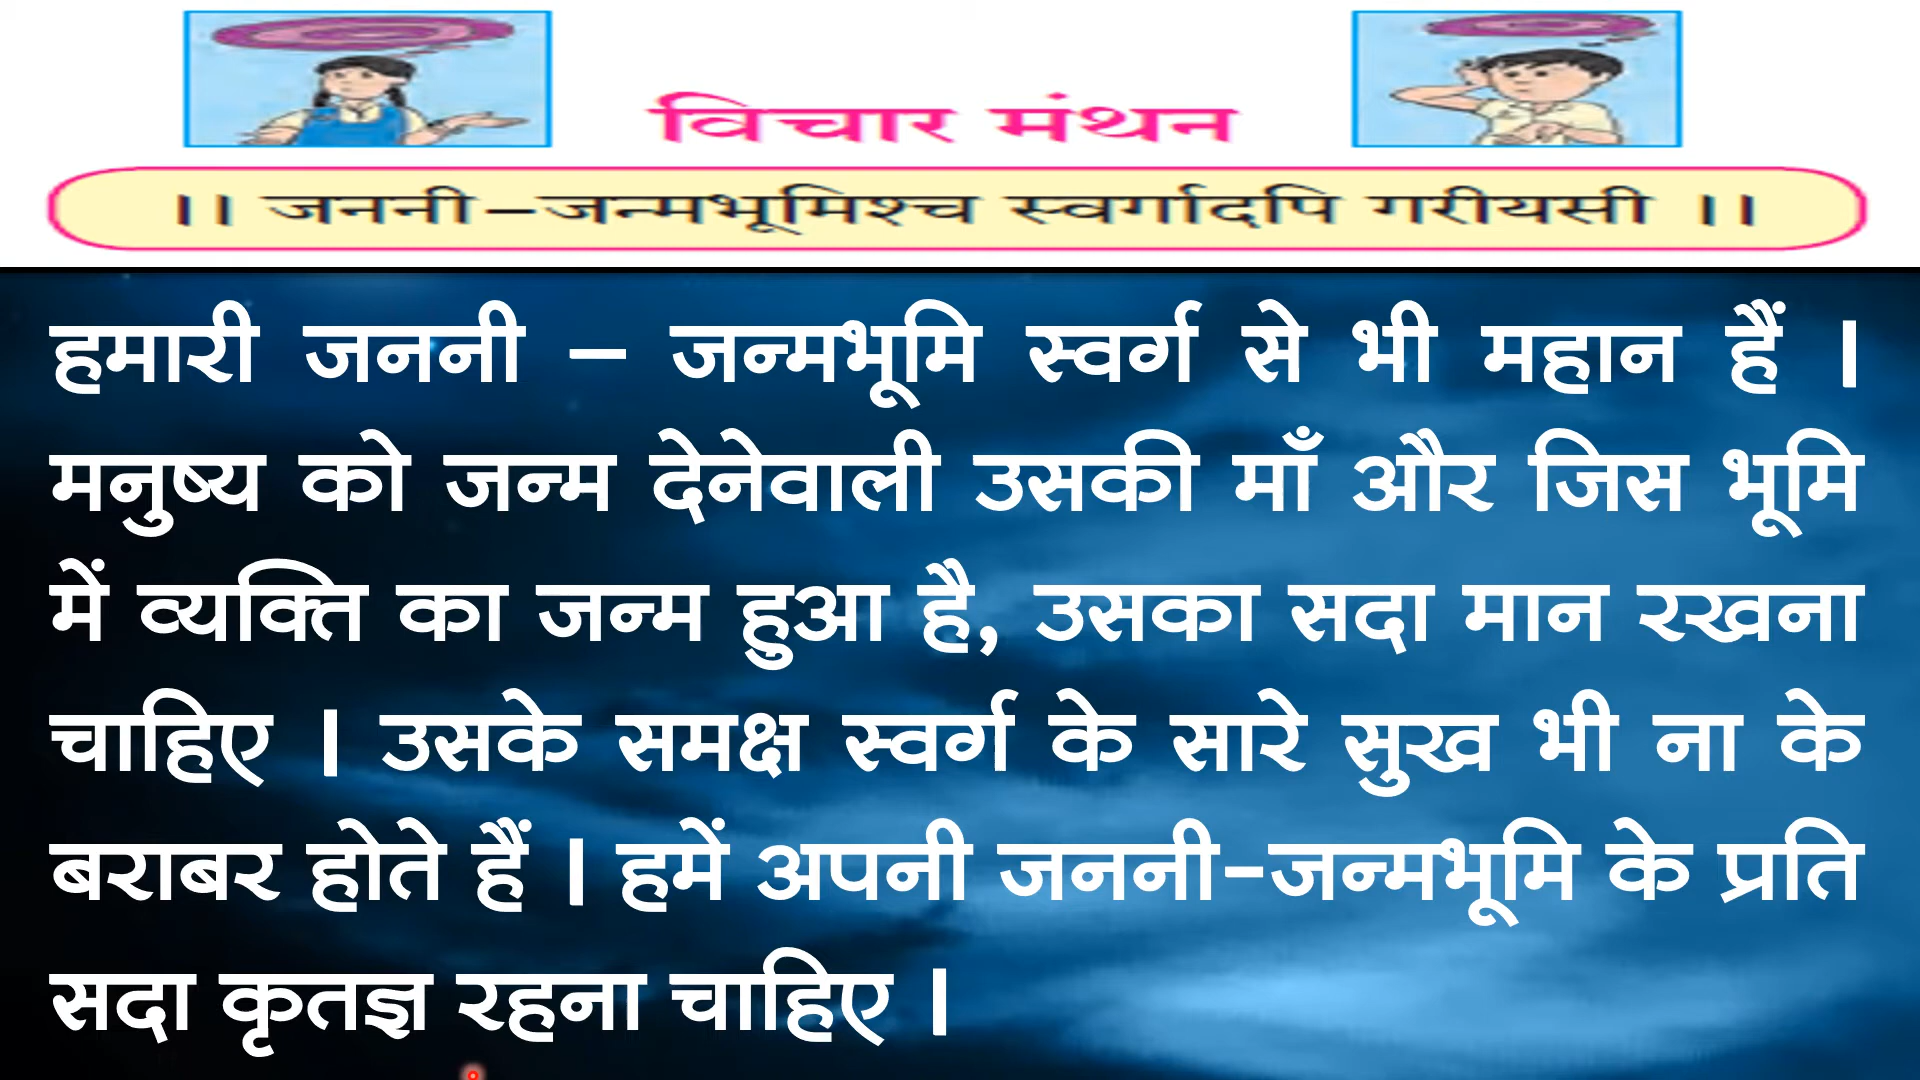 विचार मंथन
।। जननी-जन्मभूमिश्च स्वर्गादपि गरीयसी ।।
हमारी जननी – जन्मभूमि स्वर्ग से भी महान हैं ।
मनुष्य को जन्म देनेवाली उसकी माँ और जिस भूमि
में व्यक्ति का जन्म हुआ है, उसका सदा मान रखना
चाहिए । उसके समक्ष स्वर्ग के सारे सुख भी ना के
बराबर होते हैं । हमें अपनी जननी-जन्मभूमि के प्रति
सदा कृतज्ञ रहना चाहिए ।